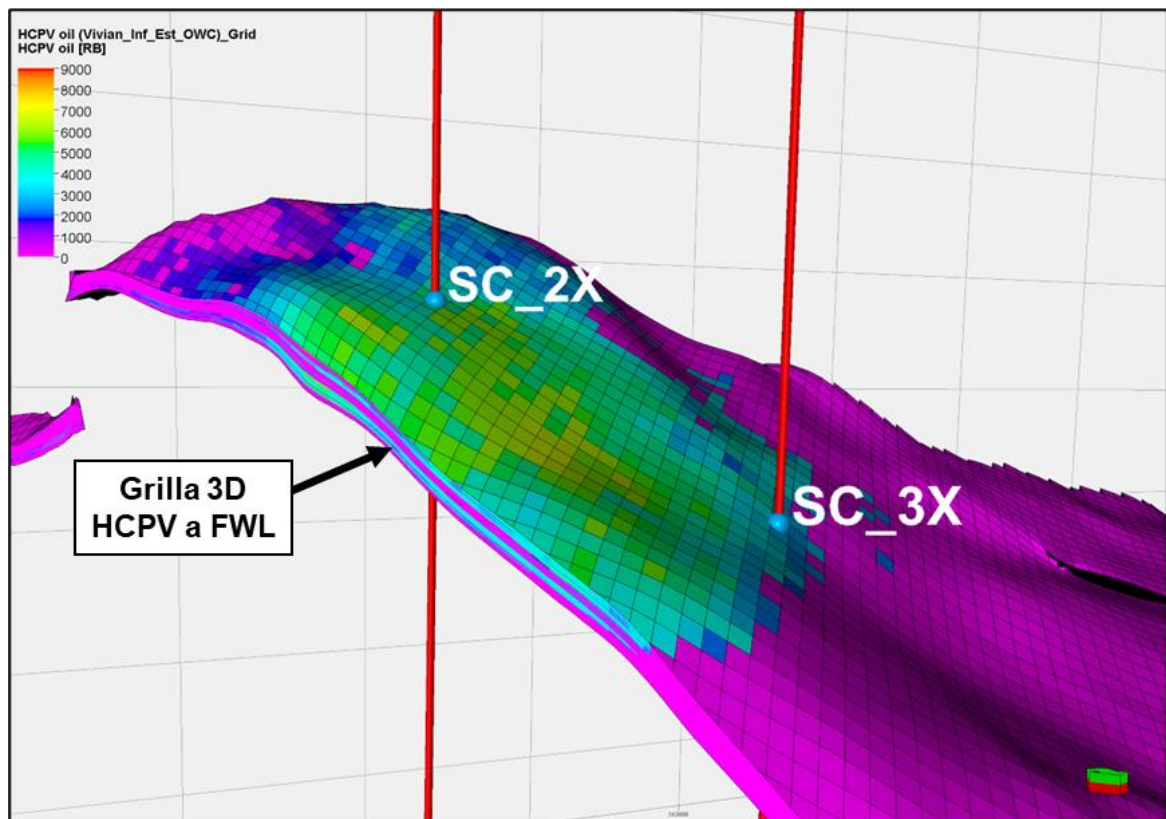 HCPV oil (Vivian_Inf_Est_OWC)_Grid
HCPV oil [RB]
9000
8000
7000
6000
5000
4000
3000
2000
1000
0
SC_2X
SC_3X
Grilla 3D
HCPV a FWL